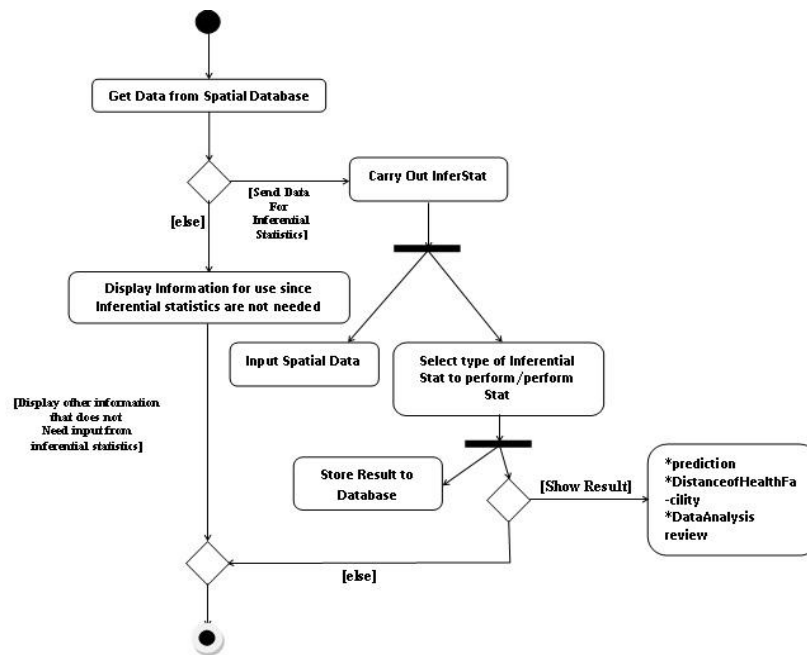 Get Data from Spatial Database
Carry Out InferStat
[Send Data
For
Inferential
Statistics]
[else]
Display Information for use since
Inferential statistics are not needed
Input Spatial Data
Select type of Inferential
Stat to perform/perform
Stat
[Display other information
that does not
Need input from
inferential statistics]
Store Result to
Database
[Show Result]
*prediction
*DistanceofHealthFa
-cility
*DataAnalysis
review
[else]